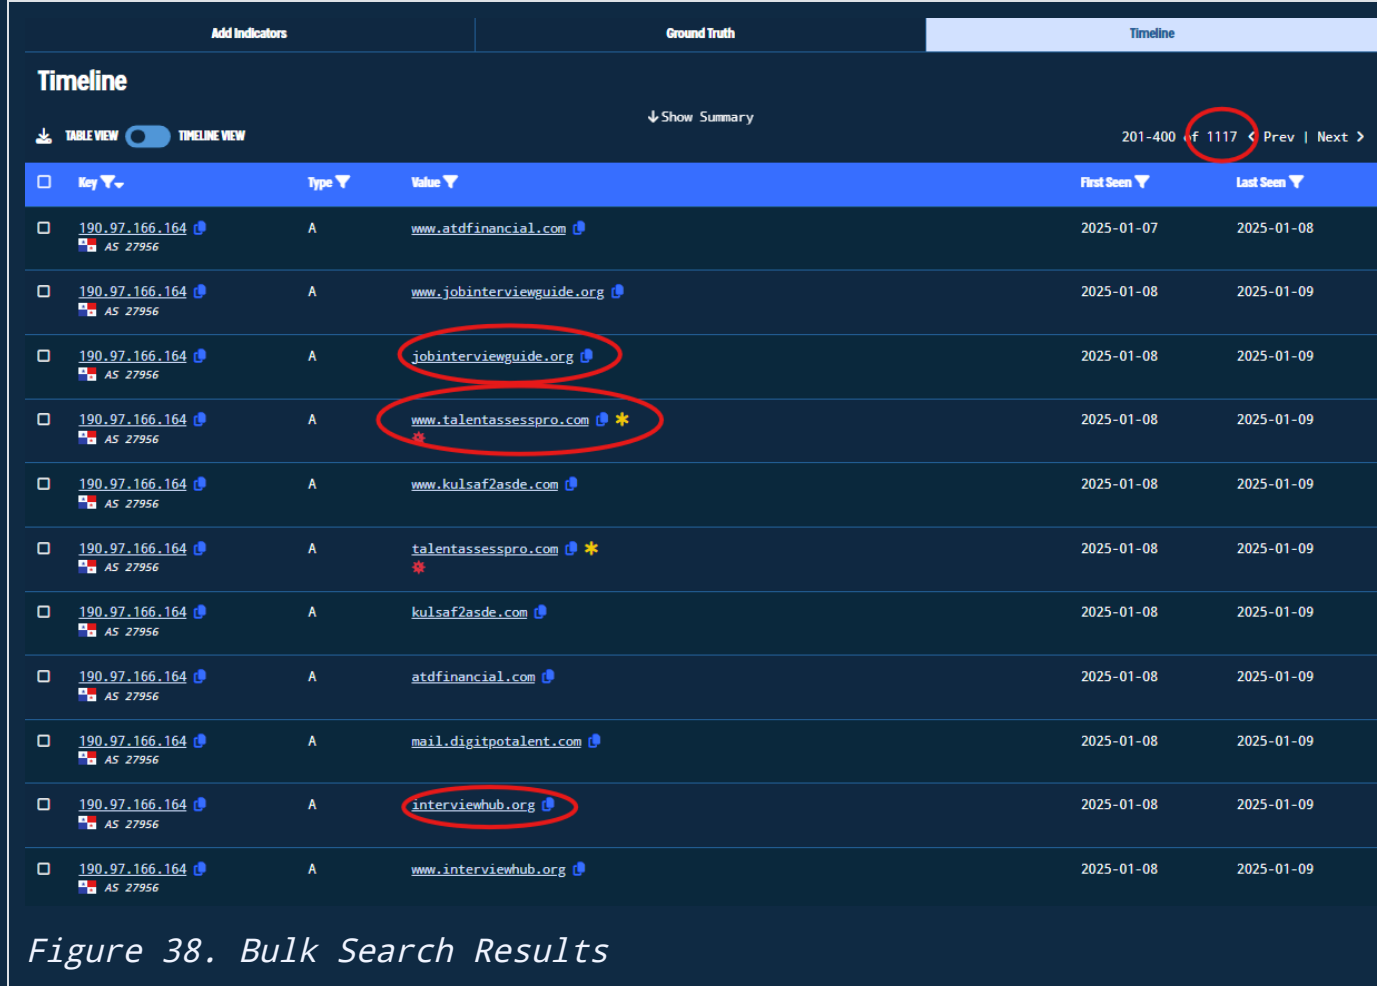 Add Indicators Ground Truth Timeline
Timeline
Show Summary
TABLE VIEW TIMELINE VIEW 201-400 of 1117 < Prev | Next >
Key Type Value First Seen Last Seen
190.97.166.164 A www.atdfinancial.com 2025-01-07 2025-01-08
AS 27956
190.97.166.164 A www.jobinterviewguide.org 2025-01-08 2025-01-09
AS 27956
190.97.166.164 A jobinterviewguide.org 2025-01-08 2025-01-09
AS 27956
190.97.166.164 A www.talentassesspro.com 2025-01-08 2025-01-09
AS 27956
190.97.166.164 A www.kulsaf2asde.com 2025-01-08 2025-01-09
AS 27956
190.97.166.164 A talentassesspro.com 2025-01-08 2025-01-09
AS 27956
190.97.166.164 A kulsaf2asde.com 2025-01-08 2025-01-09
AS 27956
190.97.166.164 A atdfinancial.com 2025-01-08 2025-01-09
AS 27956
190.97.166.164 A mail.digitpotalent.com 2025-01-08 2025-01-09
AS 27956
190.97.166.164 A interviewhub.org 2025-01-08 2025-01-09
AS 27956
190.97.166.164 A www.interviewhub.org 2025-01-08 2025-01-09
AS 27956
Figure 38. Bulk Search Results